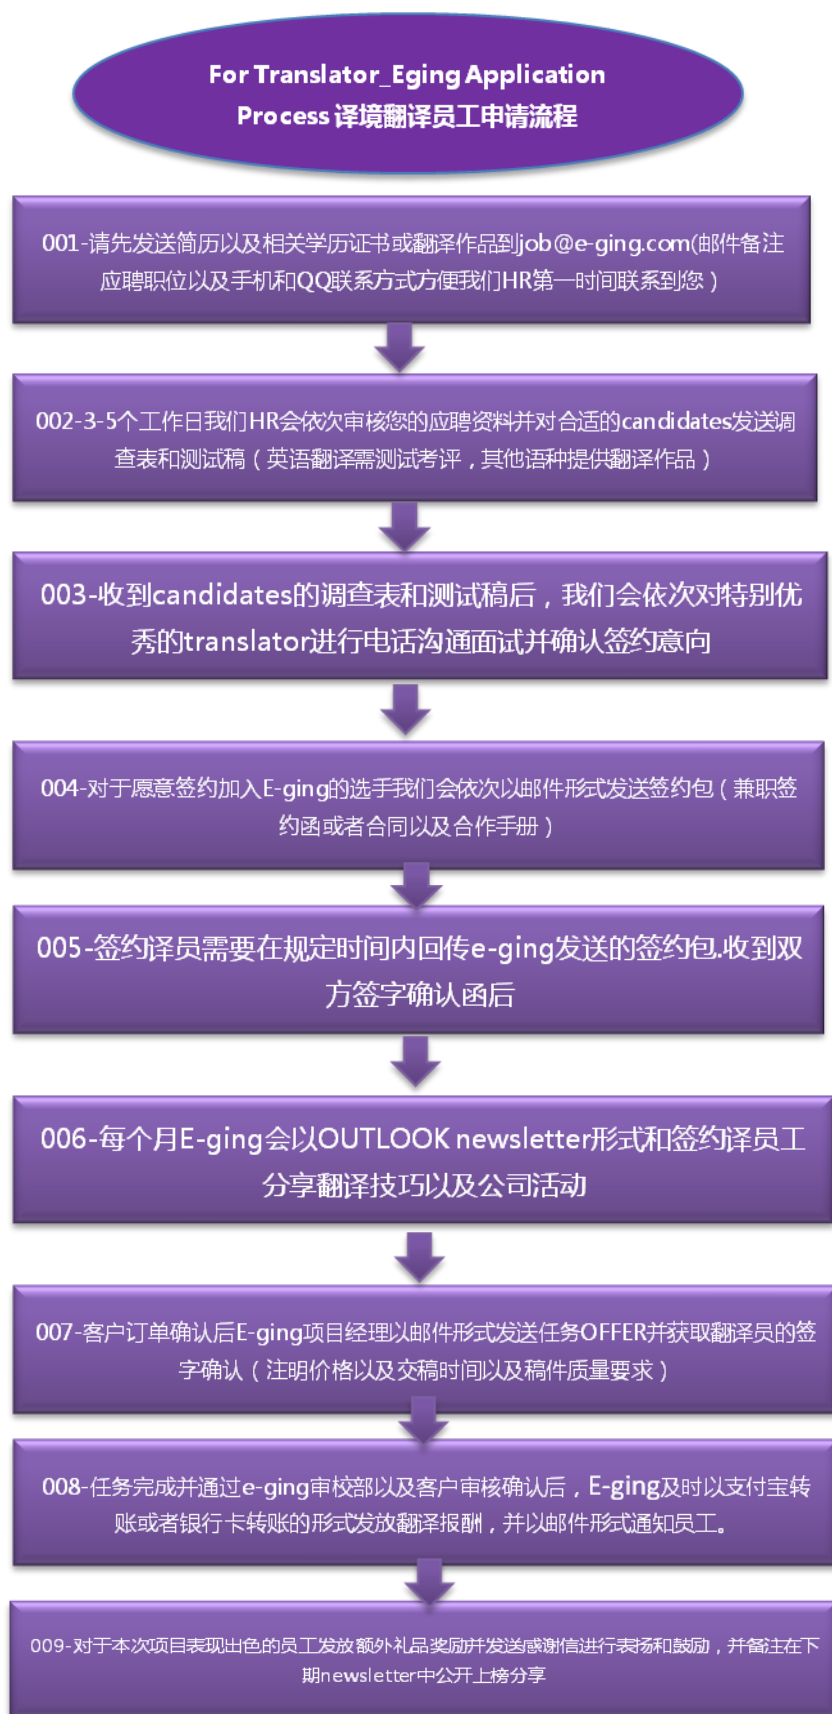 For Translator_Eging Application
Process 译境翻译员工申请流程
001-请先发送简历以及相关学历证书或翻译作品到job@e-ging.com(邮件备注
应聘职位以及手机和QQ联系方式方便我们HR第一时间联系到您）
002-3-5个工作日我们HR会依次审核您的应聘资料并对合适的candidates发送调
查表和测试稿（英语翻译需测试考评，其他语种提供翻译作品）
003-收到candidates的调查表和测试稿后，我们会依次对特别优
秀的translator进行电话沟通面试并确认签约意向
004-对于愿意签约加入E-ging的选手我们会依次以邮件形式发送签约包（兼职签
约函或者合同以及合作手册）
005-签约译员需要在规定时间内回传e-ging发送的签约包.收到双
方签字确认函后
006-每个月E-ging会以OUTLOOK newsletter形式和签约译员工
分享翻译技巧以及公司活动
007-客户订单确认后E-ging项目经理以邮件形式发送任务OFFER并获取翻译员的签
字确认（注明价格以及交稿时间以及稿件质量要求）
008-任务完成并通过e-ging审校部以及客户审核确认后，E-ging及时以支付宝转
账或者银行卡转账的形式发放翻译报酬，并以邮件形式通知员工。
009-对于本次项目表现出色的员工发放额外礼品奖励并发送感谢信进行表扬和鼓励，并备注在下
期newsletter中公开上榜分享